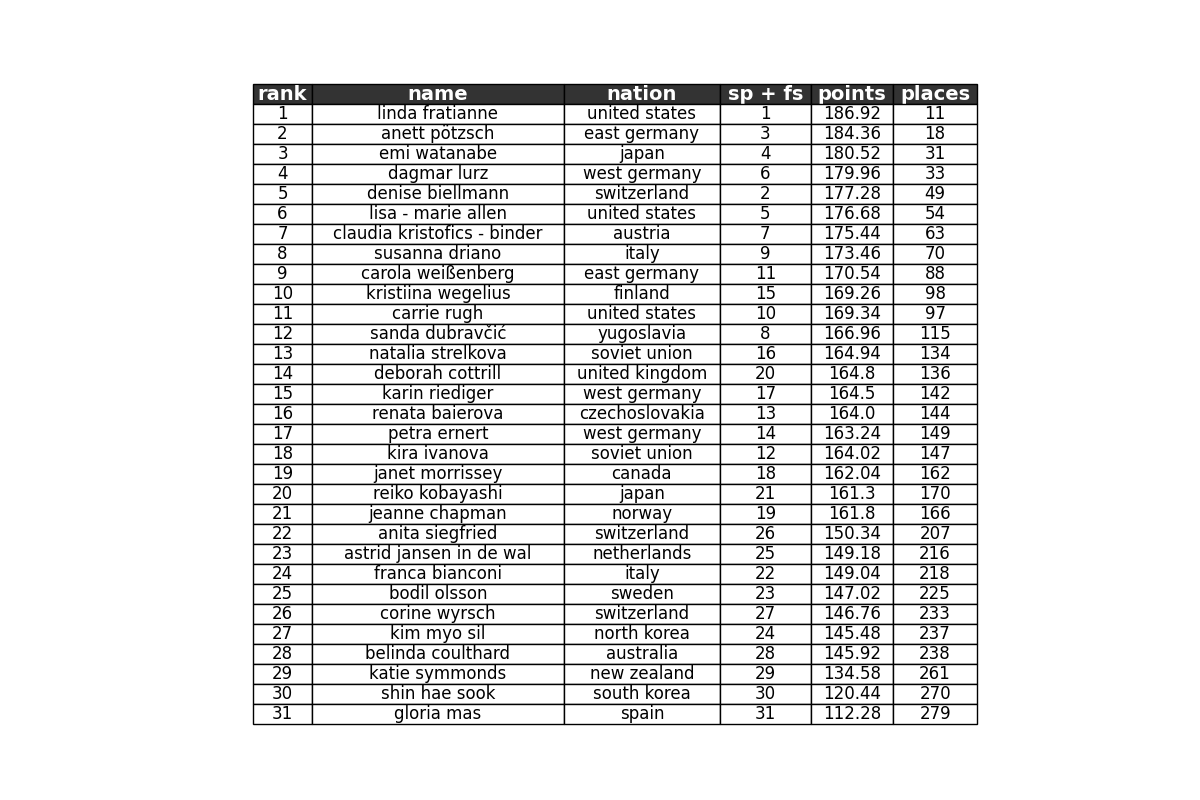 rank name nation sp + fs points places
1 linda fratianne united states 1 186.92 11
2 anett pötzsch east germany 3 184.36 18
3 emi watanabe japan 4 180.52 31
4 dagmar lurz west germany 6 179.96 33
5 denise biellmann switzerland 2 177.28 49
6 lisa - marie allen united states 5 176.68 54
7 claudia kristofics - binder austria 7 175.44 63
8 susanna driano italy 9 173.46 70
9 carola weißenberg east germany 11 170.54 88
10 kristiina wegelius finland 15 169.26 98
11 carrie rugh united states 10 169.34 97
12 sanda dubravčić yugoslavia 8 166.96 115
13 natalia strelkova soviet union 16 164.94 134
14 deborah cottrill united kingdom 20 164.8 136
15 karin riediger west germany 17 164.5 142
16 renata baierova czechoslovakia 13 164.0 144
17 petra ernert west germany 14 163.24 149
18 kira ivanova soviet union 12 164.02 147
19 janet morrissey canada 18 162.04 162
20 reiko kobayashi japan 21 161.3 170
21 jeanne chapman norway 19 161.8 166
22 anita siegfried switzerland 26 150.34 207
23 astrid jansen in de wal netherlands 25 149.18 216
24 franca bianconi italy 22 149.04 218
25 bodil olsson sweden 23 147.02 225
26 corine wyrsch switzerland 27 146.76 233
27 kim myo sil north korea 24 145.48 237
28 belinda coulthard australia 28 145.92 238
29 katie symmonds new zealand 29 134.58 261
30 shin hae sook south korea 30 120.44 270
31 gloria mas spain 31 112.28 279